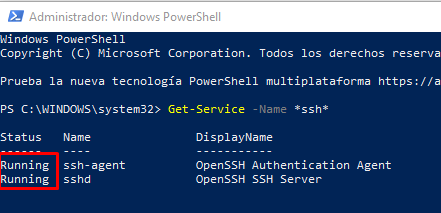 Administrador: Windows PowerShell
Windows PowerShell
Copyright (C) Microsoft Corporation. Todos los derechos reserva
Prueba la nueva tecnología PowerShell multiplataforma https://a
PS C:\WINDOWS\system32> Get-Service -Name *ssh*
Status Name DisplayName
------ ---- -----------
Running ssh-agent OpenSSH Authentication Agent
Running sshd OpenSSH SSH Server